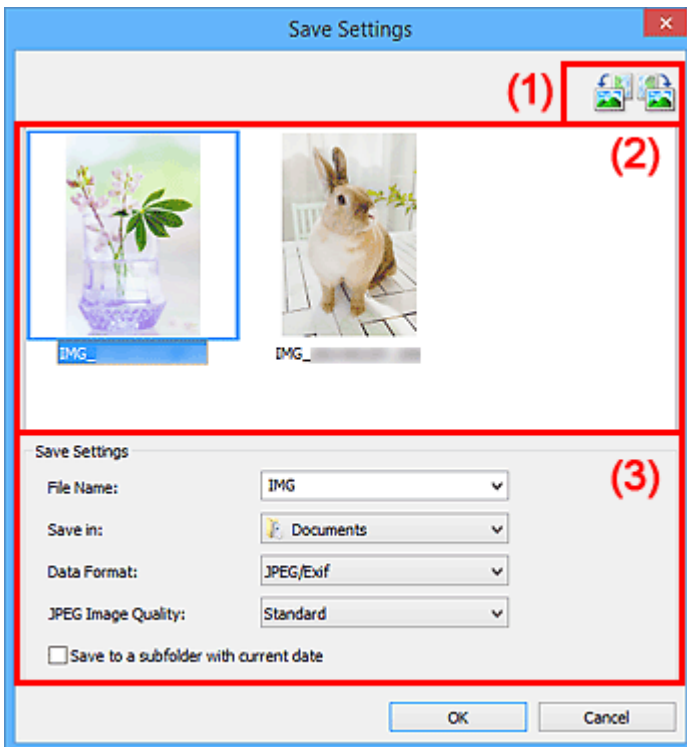 Save Settings
(1)
(2)
IMG_
IMG_
Save Settings
(3)
File Name: IMG
Save in: Documents
Data Format: JPEG/Exif
JPEG Image Quality: Standard
Save to a subfolder with current date
OK Cancel